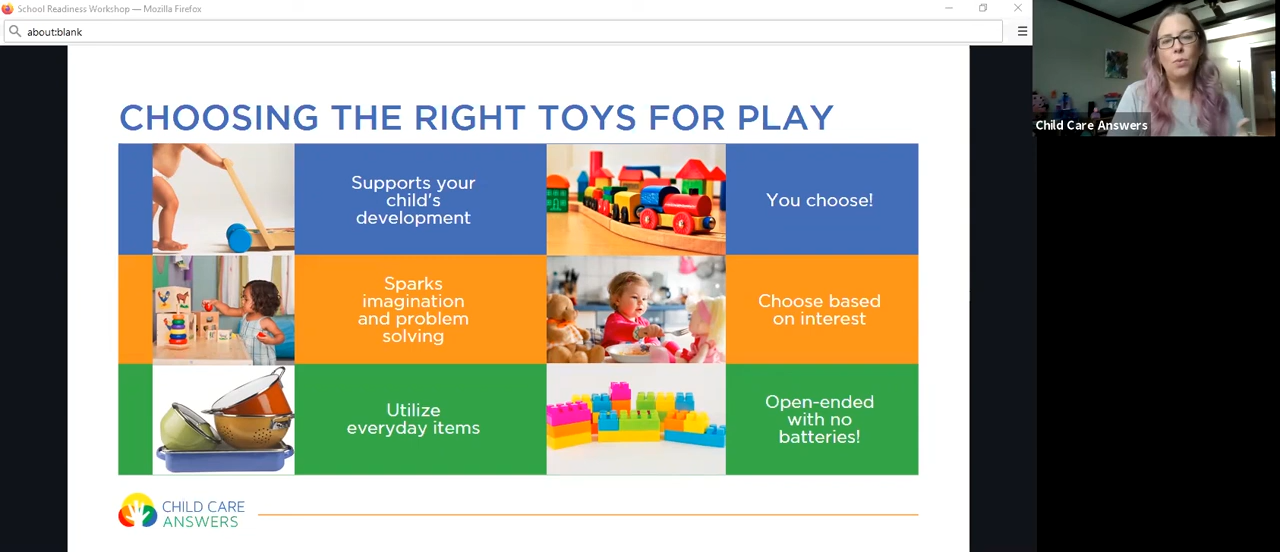 School Readiness Workshop — Mozilla Firefox
about:blank
Child Care Answers
CHOOSING THE RIGHT TOYS FOR PLAY
Supports your
child's
development
You choose!
Sparks
imagination
and problem
solving
Choose based
on interest
Utilize
everyday items
Open-ended
with no
batteries!
CHILD CARE
ANSWERS